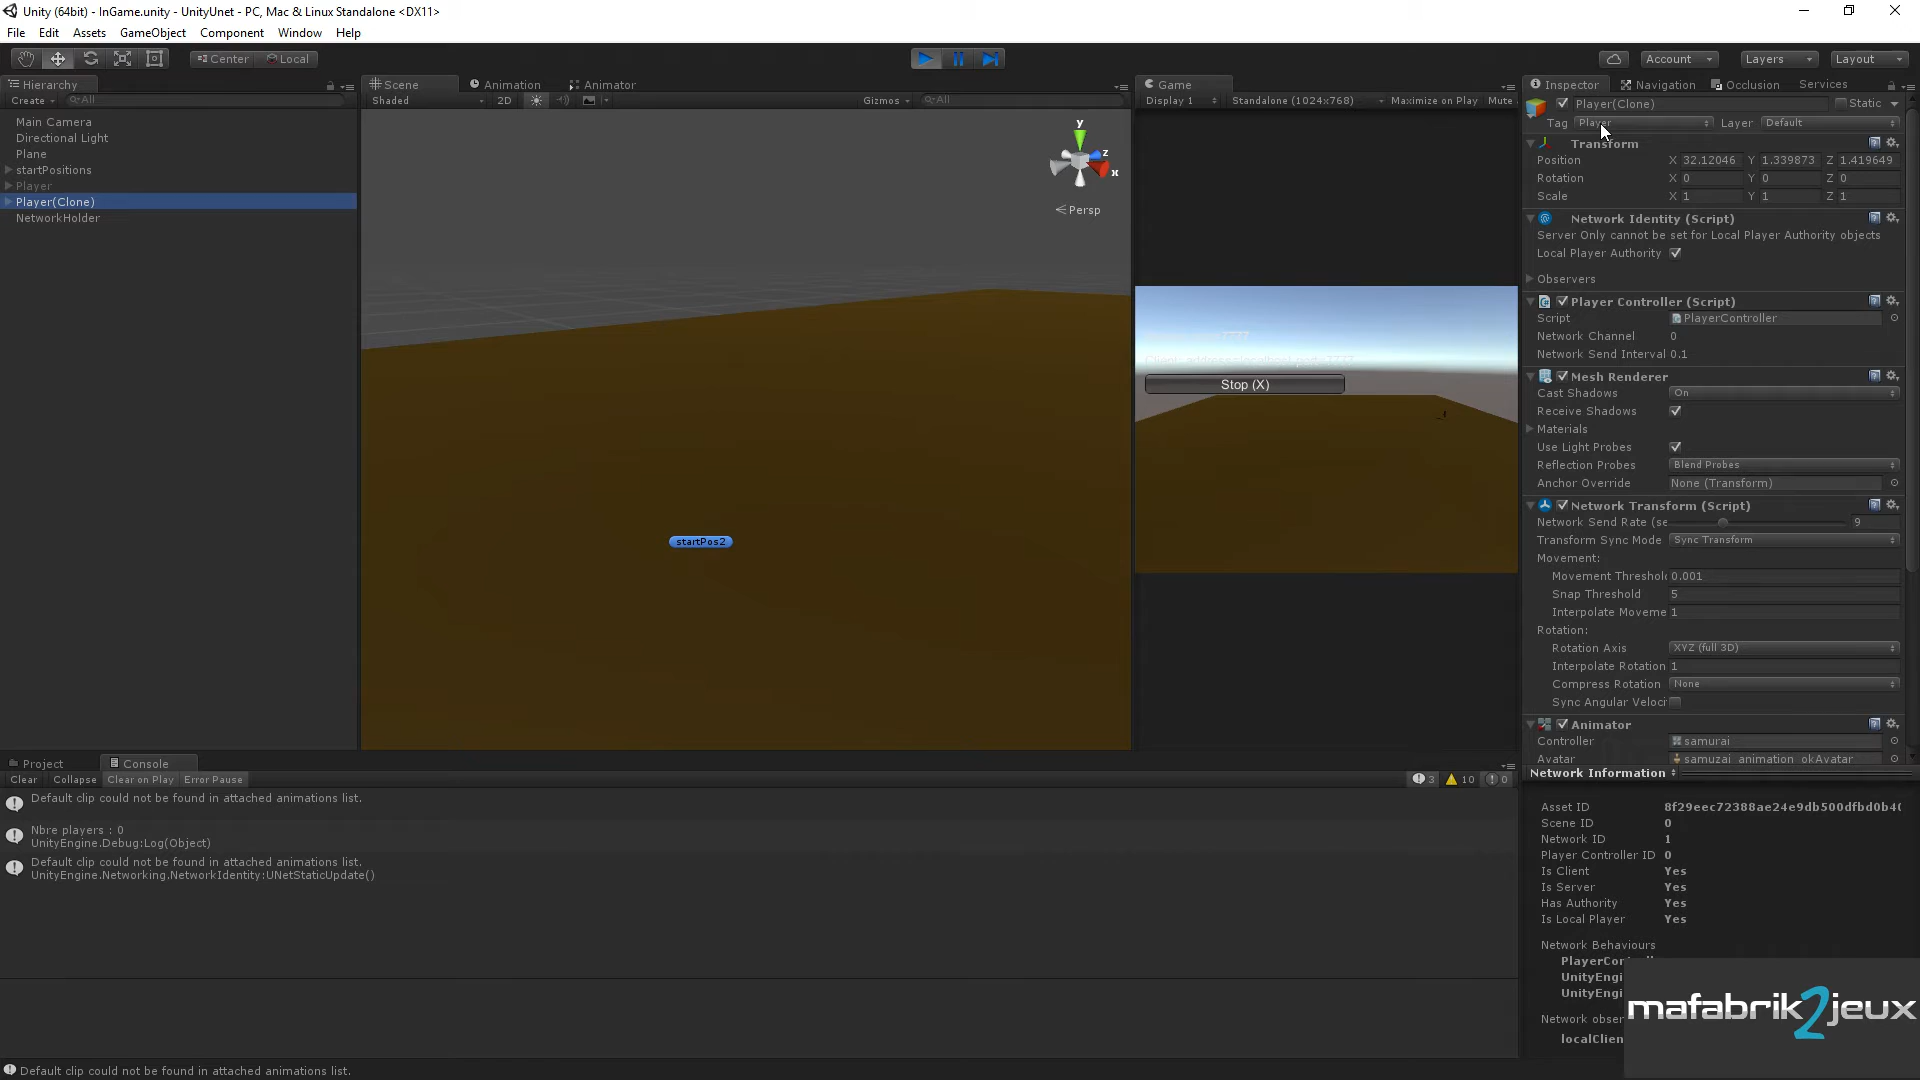 Unity (64bit) - InGame.unity - UnityUnet - PC, Mac & Linux Standalone <DX11>
File Edit Assets GameObject Component Window Help
Center Local Account Layers Layout
Hierarchy
Create All
Main Camera
Directional Light
Plane
startPositions
Player
Player(Clone)
NetworkHolder
Scene Animation Animator
Shaded 2D Gizmos All
y
z
x
Persp
startPos2
Game
Display 1 Standalone (1024x768) Maximize on Play Mute
Stop (X)
Inspector Navigation Occlusion Services
Player(Clone) Static
Tag Player Layer Default
Transform
Position X 32.12046 Y 1.339873 Z 1.419649
Rotation X 0 Y 0 Z 0
Scale X 1 Y 1 Z 1
Network Identity (Script)
Server Only cannot be set for Local Player Authority objects
Local Player Authority
Observers
Player Controller (Script)
Script PlayerController
Network Channel 0
Network Send Interval 0.1
Mesh Renderer
Cast Shadows On
Receive Shadows
Materials
Use Light Probes
Reflection Probes Blend Probes
Anchor Override None (Transform)
Network Transform (Script)
Network Send Rate (se 9
Transform Sync Mode Sync Transform
Movement:
Movement Threshol 0.001
Snap Threshold 5
Interpolate Moveme 1
Rotation:
Rotation Axis XYZ (full 3D)
Interpolate Rotation 1
Compress Rotation None
Sync Angular Veloci
Animator
Controller samurai
Avatar samuzai_animation_okAvatar
Network Information
Asset ID 8f29eec72388ae24e9db500dfbd0b40
Scene ID 0
Network ID 1
Player Controller ID 0
Is Client Yes
Is Server Yes
Has Authority Yes
Is Local Player Yes
Network Behaviours
PlayerCon
UnityEngi
UnityEngi
Network obser
localClien
Project Console
Clear Collapse Clear on Play Error Pause 3 10 0
Default clip could not be found in attached animations list.
Nbre players : 0
UnityEngine.Debug:Log(Object)
Default clip could not be found in attached animations list.
UnityEngine.Networking.NetworkIdentity:UNetStaticUpdate()
Default clip could not be found in attached animations list.
mafabrik2jeux